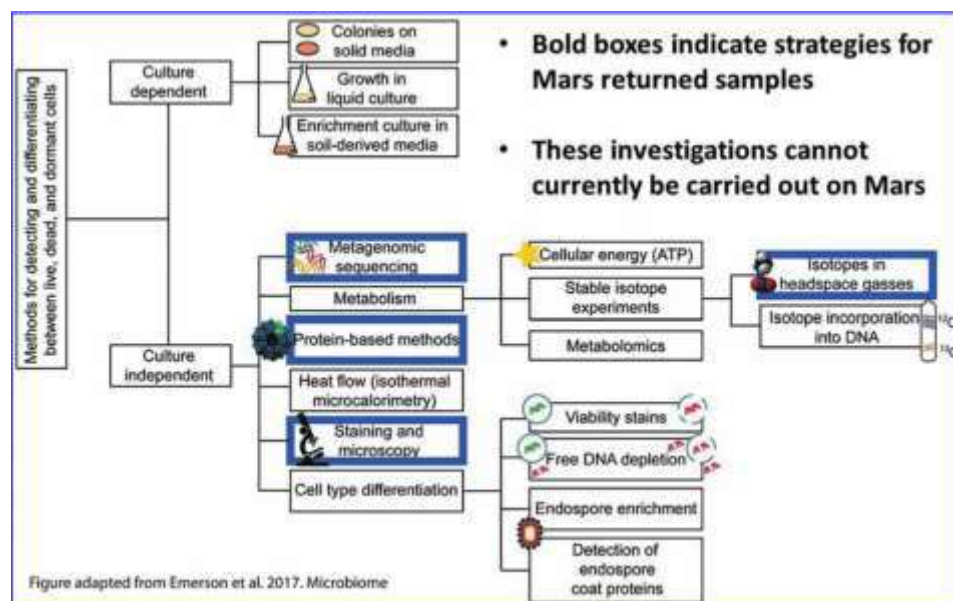 Methods for detecting and differentiating
between live, dead, and dormant cells
Culture
dependent
Colonies on
solid media
Growth in
liquid culture
Enrichment culture in
soil-derived media
• Bold boxes indicate strategies for
Mars returned samples
• These investigations cannot
currently be carried out on Mars
Culture
independent
Metagenomic
sequencing
Metabolism
Protein-based methods
Heat flow (isothermal
microcalorimetry)
Staining and
microscopy
Cell type differentiation
Cellular energy (ATP)
Stable isotope
experiments
Metabolomics
Isotopes in
headspace gasses
Isotope incorporation
into DNA
¹²C
¹³C
Viability stains
Free DNA depletion
Endospore enrichment
Detection of
endospore
coat proteins
Figure adapted from Emerson et al. 2017. Microbiome